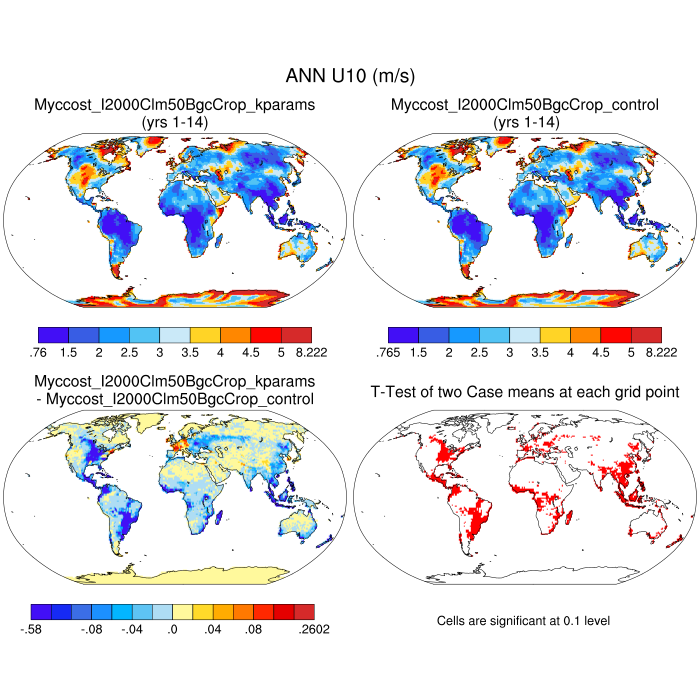 ANN U10 (m/s)
Myccost_I2000Clm50BgcCrop_kparams
(yrs 1-14)
Myccost_I2000Clm50BgcCrop_control
(yrs 1-14)
.76 1.5 2 2.5 3 3.5 4 4.5 5 8.222
.765 1.5 2 2.5 3 3.5 4 4.5 5 8.222
Myccost_I2000Clm50BgcCrop_kparams
- Myccost_I2000Clm50BgcCrop_control
T-Test of two Case means at each grid point
-.58 -.08 -.04 .0 .04 .08 .2602
Cells are significant at 0.1 level